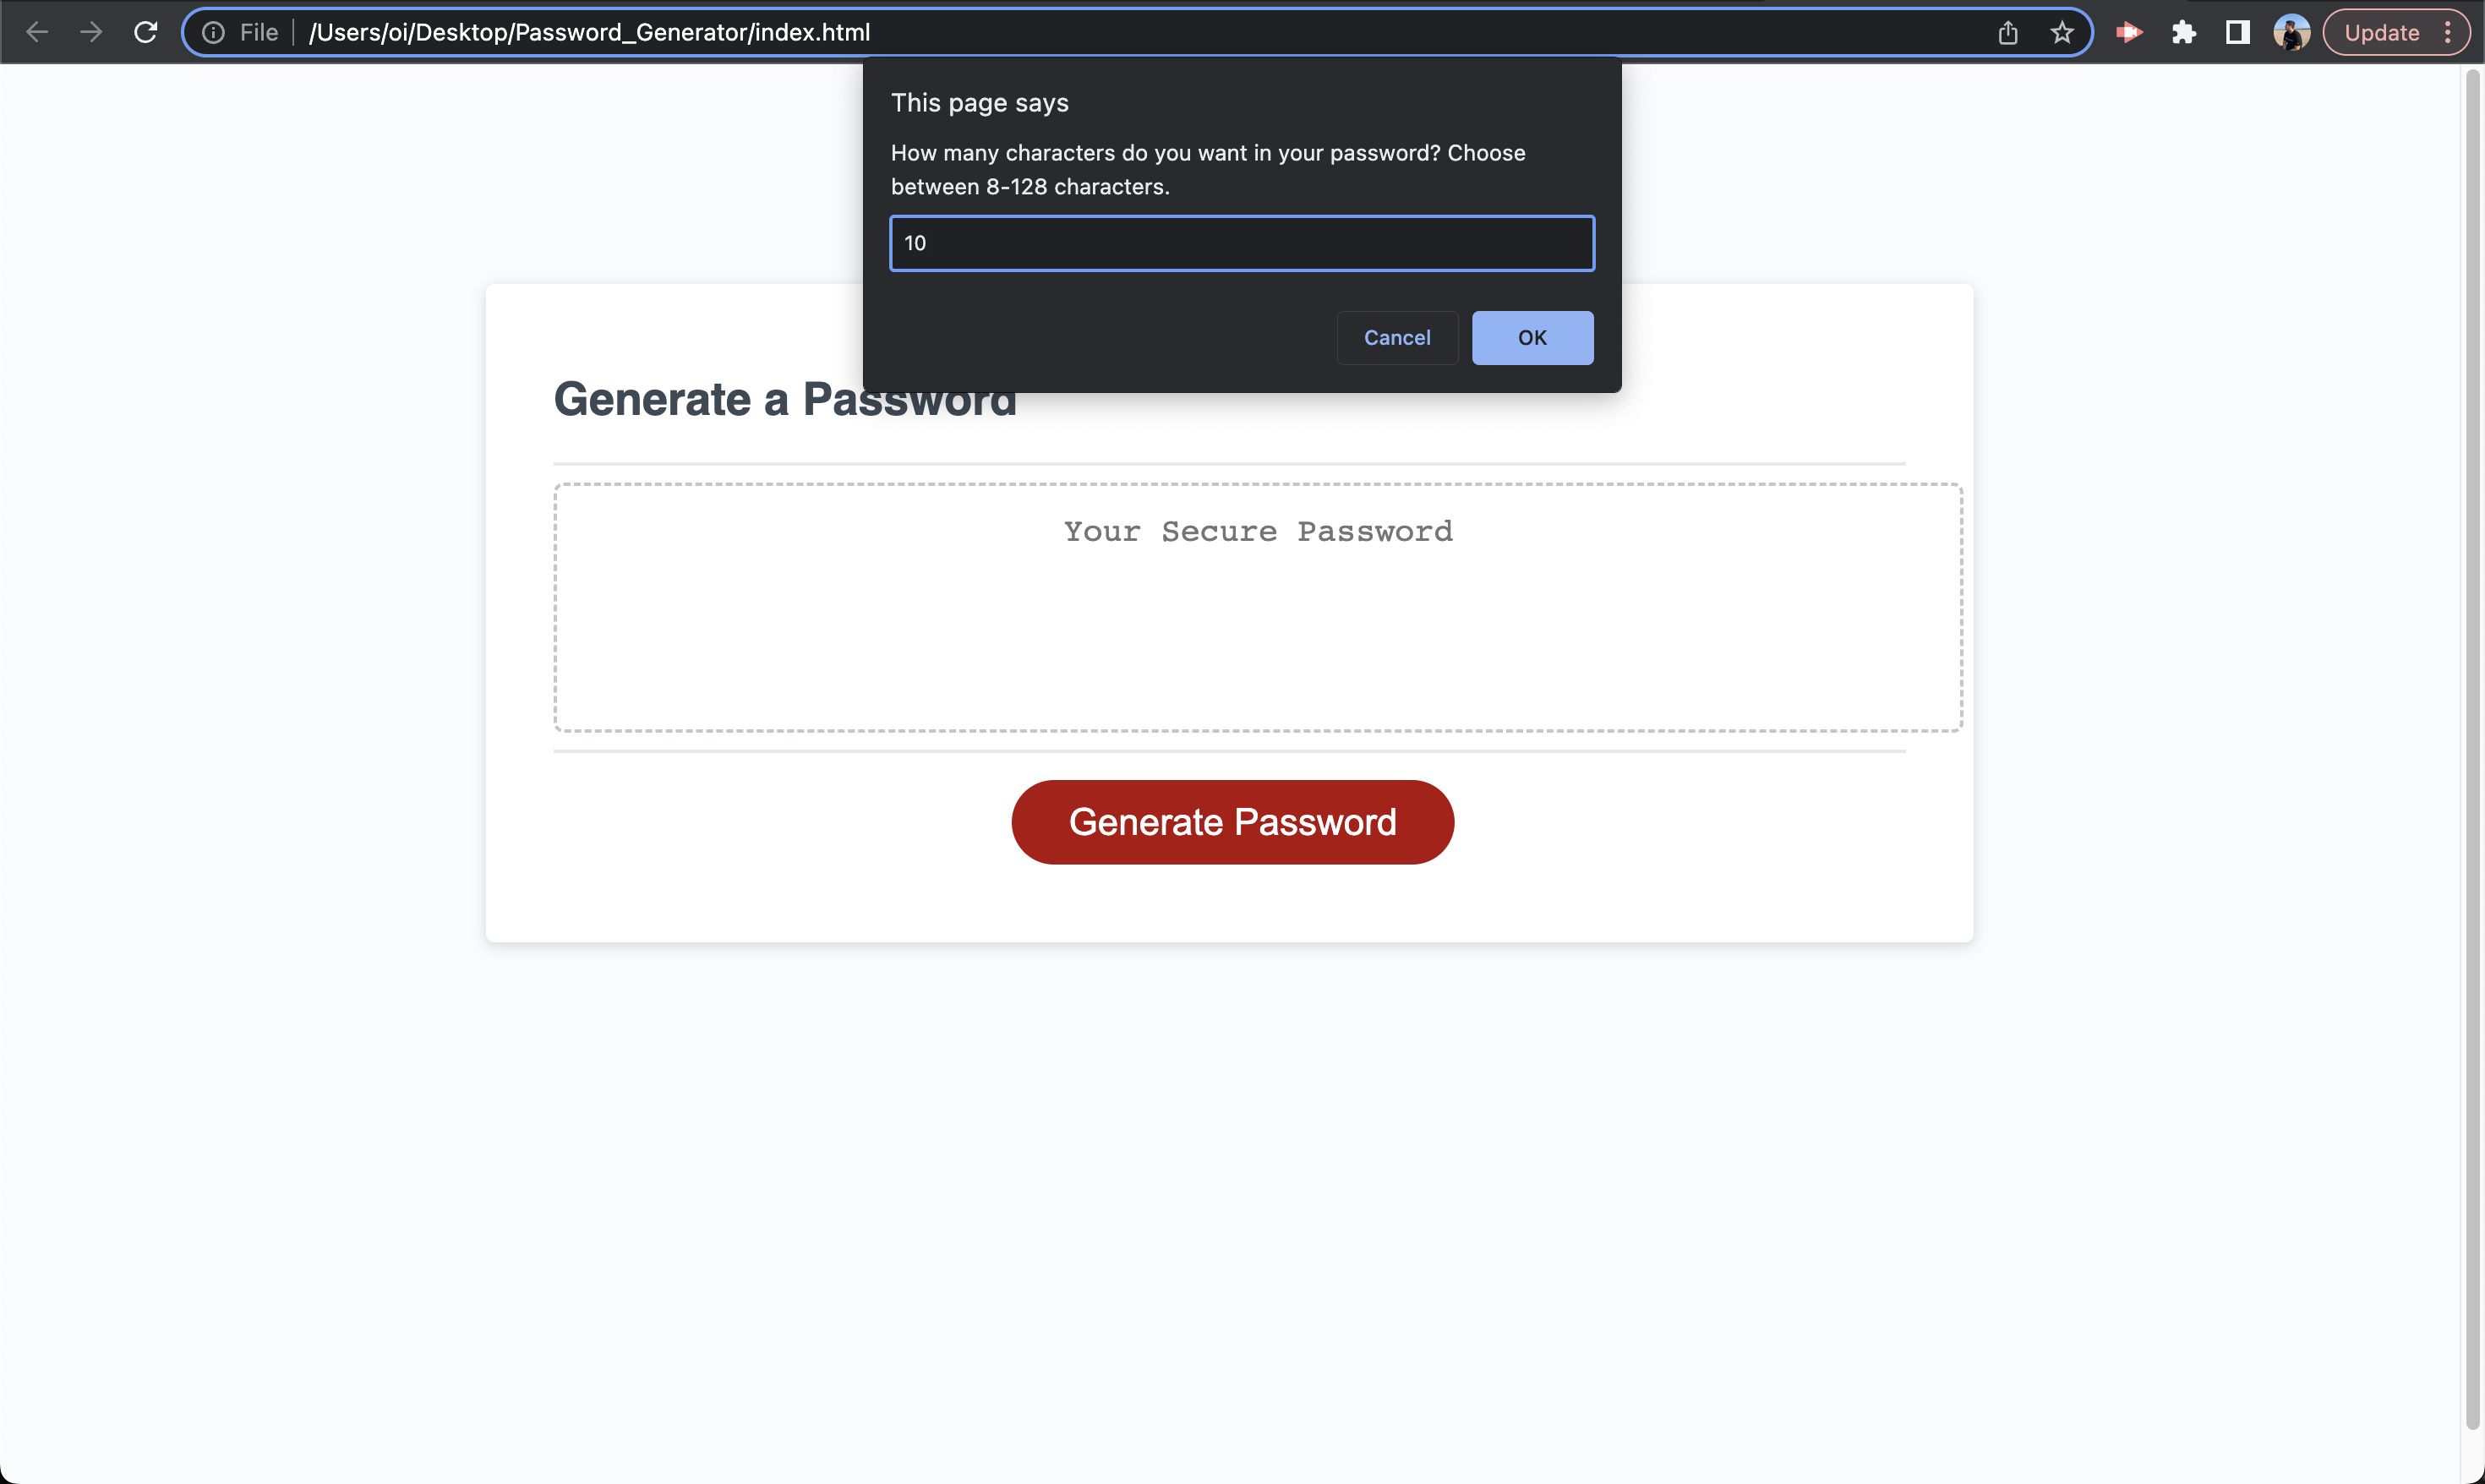 File /Users/oi/Desktop/Password_Generator/index.html Update
This page says
How many characters do you want in your password? Choose
between 8-128 characters.
10
Cancel OK
Generate a Password
Your Secure Password
Generate Password